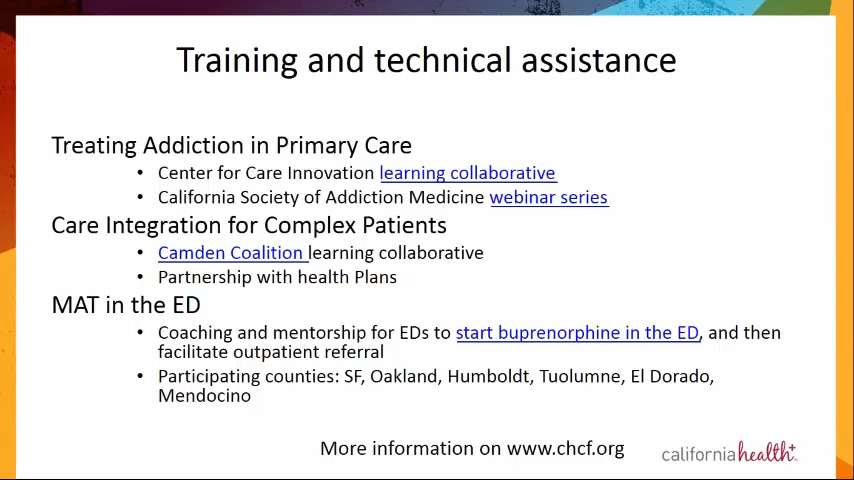 Training and technical assistance
Treating Addiction in Primary Care
• Center for Care Innovation learning collaborative
• California Society of Addiction Medicine webinar series
Care Integration for Complex Patients
• Camden Coalition learning collaborative
• Partnership with health Plans
MAT in the ED
• Coaching and mentorship for EDs to start buprenorphine in the ED, and then
facilitate outpatient referral
• Participating counties: SF, Oakland, Humboldt, Tuolumne, El Dorado,
Mendocino
More information on www.chcf.org
california health+